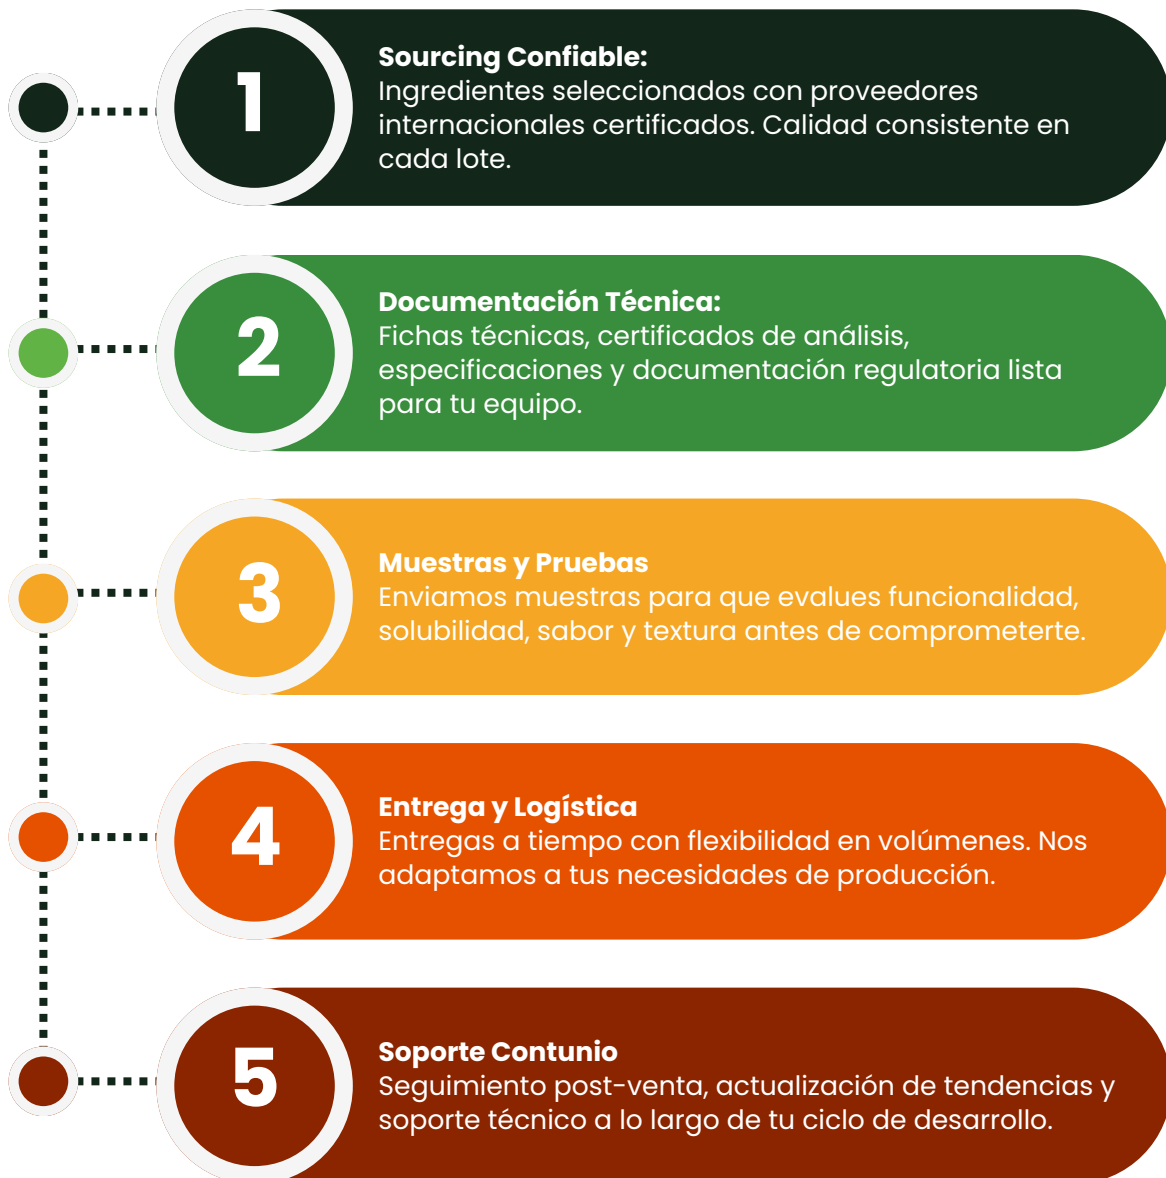 1
Sourcing Confiable:
Ingredientes seleccionados con proveedores
internacionales certificados. Calidad consistente en
cada lote.
2
Documentación Técnica:
Fichas técnicas, certificados de análisis,
especificaciones y documentación regulatoria lista
para tu equipo.
3
Muestras y Pruebas
Enviamos muestras para que evalues funcionalidad,
solubilidad, sabor y textura antes de comprometerte.
4
Entrega y Logística
Entregas a tiempo con flexibilidad en volúmenes. Nos
adaptamos a tus necesidades de producción.
5
Soporte Contunio
Seguimiento post-venta, actualización de tendencias y
soporte técnico a lo largo de tu ciclo de desarrollo.